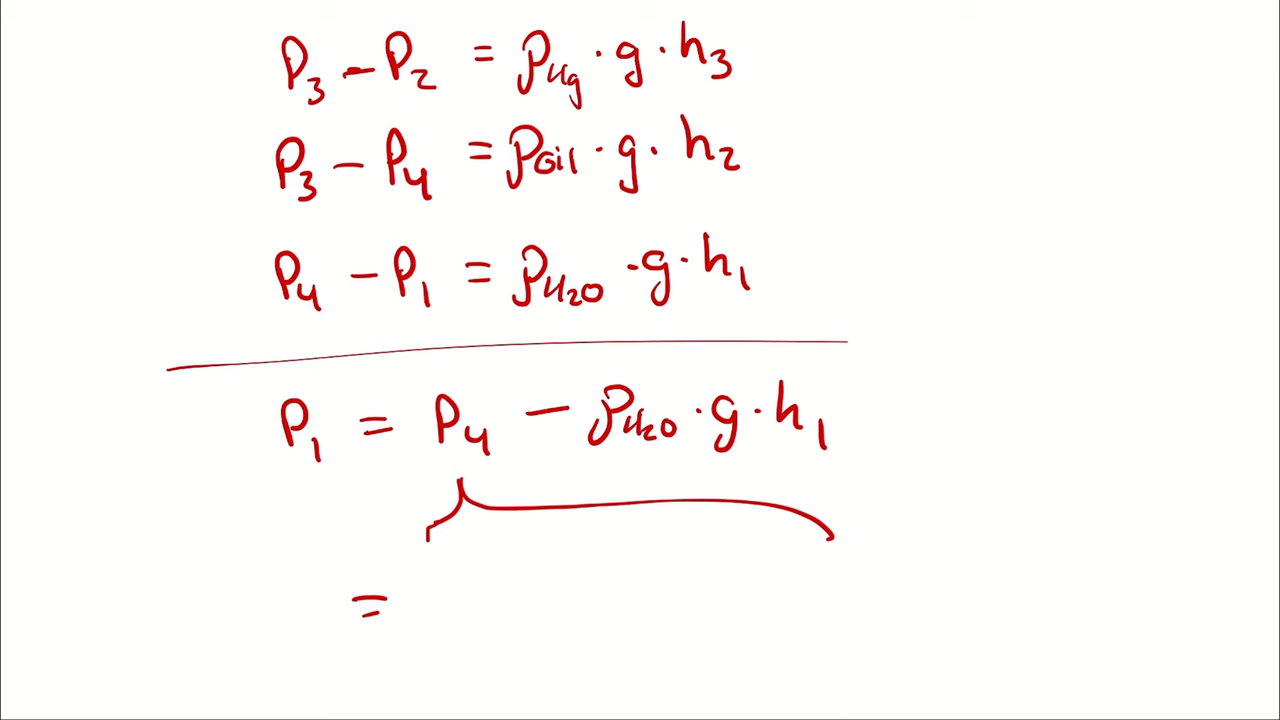 P₃ - P₂ = ρHg · g · h₃
P₃ - P₄ = ρoil · g · h₂
P₄ - P₁ = ρH₂O · g · h₁
P₁ = P₄ - ρH₂O · g · h₁
=